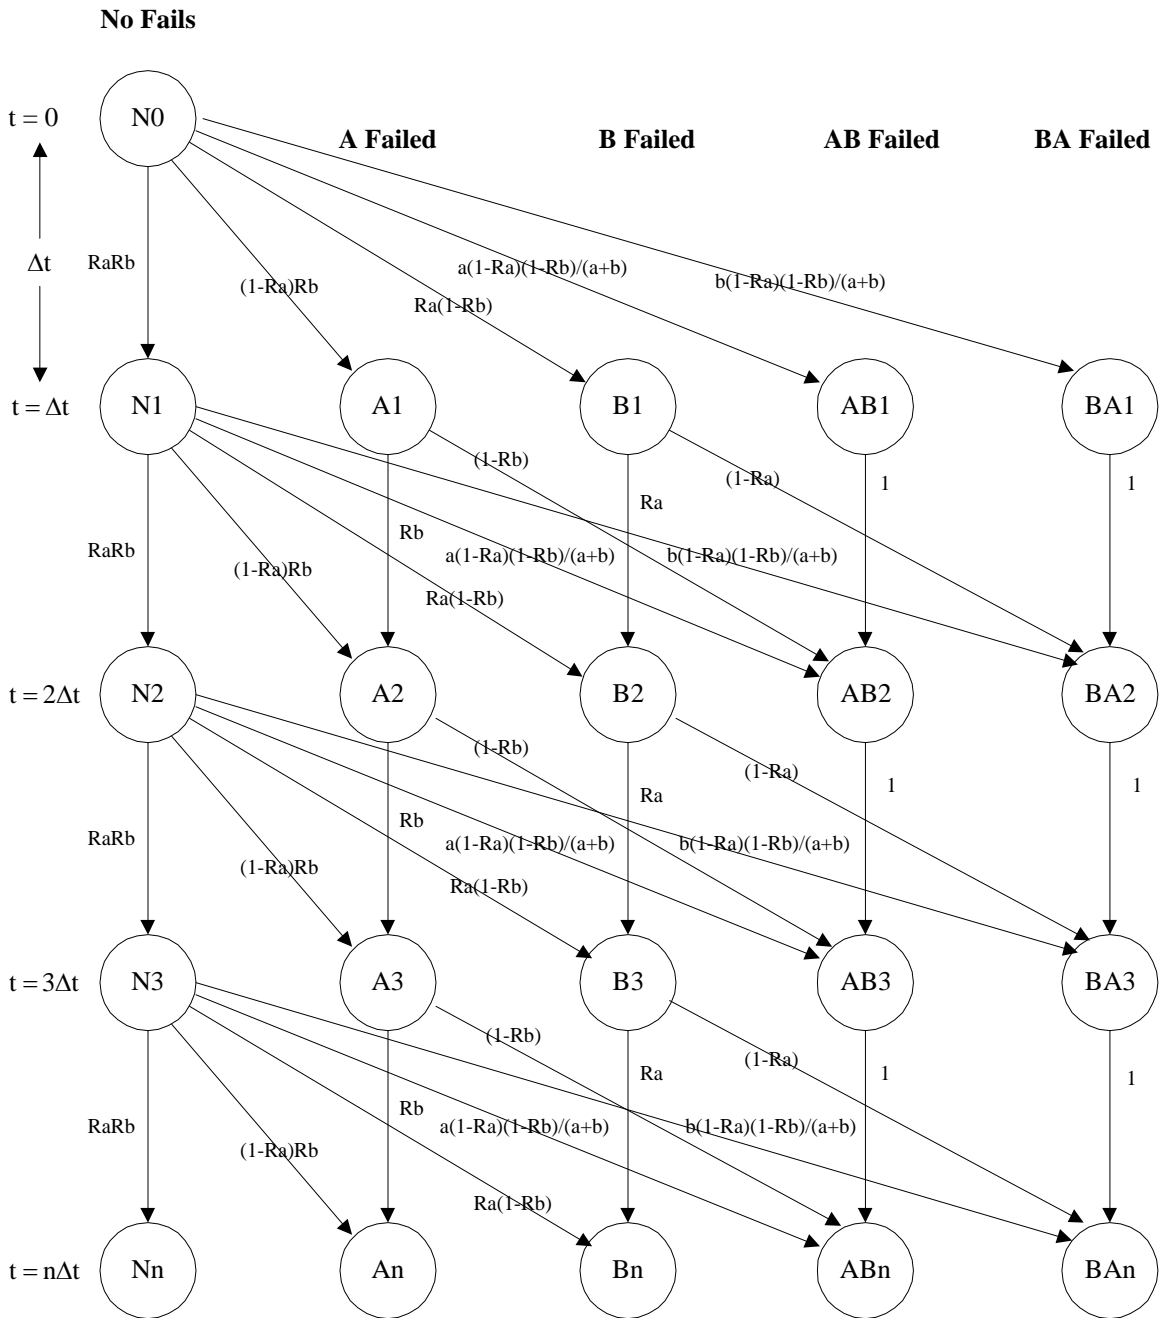 No Fails
t = 0
N0
A Failed
B Failed
AB Failed
BA Failed
Δt
RaRb
(1-Ra)Rb
Ra(1-Rb)
a(1-Ra)(1-Rb)/(a+b)
b(1-Ra)(1-Rb)/(a+b)
t = Δt
N1
A1
B1
AB1
BA1
(1-Rb)
(1-Ra)
1
1
Ra
Rb
RaRb
(1-Ra)Rb
a(1-Ra)(1-Rb)/(a+b)
b(1-Ra)(1-Rb)/(a+b)
Ra(1-Rb)
t = 2Δt
N2
A2
B2
AB2
BA2
(1-Rb)
(1-Ra)
1
1
Ra
Rb
RaRb
(1-Ra)Rb
a(1-Ra)(1-Rb)/(a+b)
b(1-Ra)(1-Rb)/(a+b)
Ra(1-Rb)
t = 3Δt
N3
A3
B3
AB3
BA3
(1-Rb)
(1-Ra)
Ra
1
1
Rb
RaRb
a(1-Ra)(1-Rb)/(a+b)
b(1-Ra)(1-Rb)/(a+b)
(1-Ra)Rb
Ra(1-Rb)
t = nΔt
Nn
An
Bn
ABn
BAn